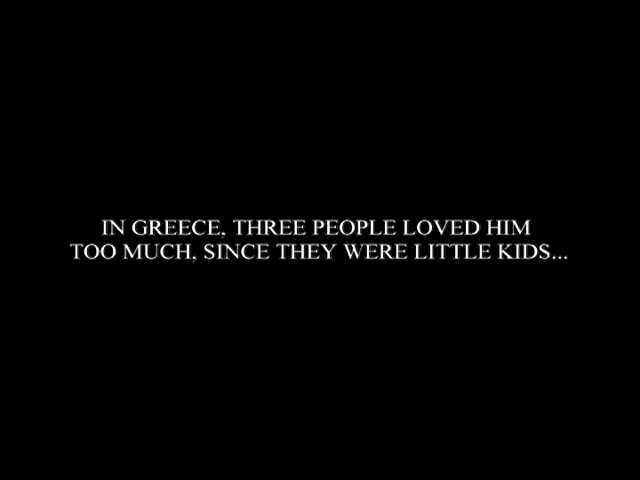 IN GREECE, THREE PEOPLE LOVED HIM
TOO MUCH, SINCE THEY WERE LITTLE KIDS...